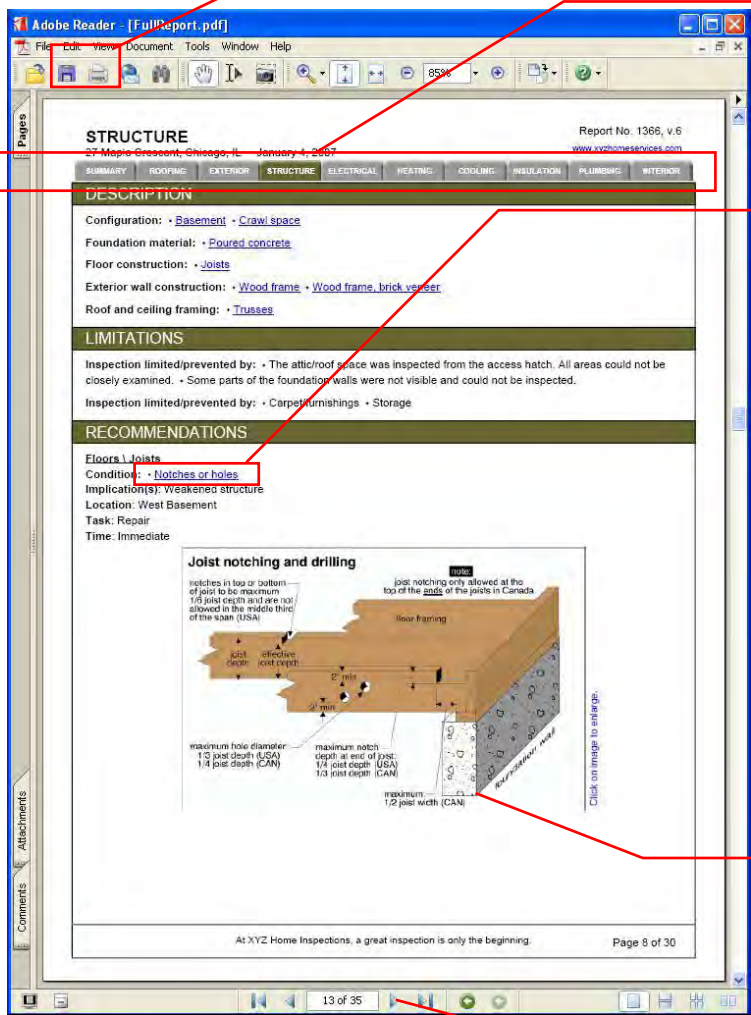 Adobe Reader - [FullReport.pdf]
File Edit View Document Tools Window Help
85%
Pages
STRUCTURE
Report No. 1366, v.6
27 Maple Crescent, Chicago, IL January 4, 2007
www.xyzhomeservices.com
SUMMARY ROOFING EXTERIOR STRUCTURE ELECTRICAL HEATING COOLING INSULATION PLUMBING INTERIOR
DESCRIPTION
Configuration: • Basement • Crawl space
Foundation material: • Poured concrete
Floor construction: • Joists
Exterior wall construction: • Wood frame • Wood frame, brick veneer
Roof and ceiling framing: • Trusses
LIMITATIONS
Inspection limited/prevented by: • The attic/roof space was inspected from the access hatch. All areas could not be
closely examined. • Some parts of the foundation walls were not visible and could not be inspected.
Inspection limited/prevented by: • Carpet/furnishings • Storage
RECOMMENDATIONS
Floors \ Joists
Condition: • Notches or holes
Implication(s): Weakened structure
Location: West Basement
Task: Repair
Time: Immediate
Joist notching and drilling
notches in top or bottom
of joist to be maximum
1/6 joist depth and are not
allowed in the middle third
of the span (USA)
note:
joist notching only allowed at the
top of the ends of the joists in Canada
floor framing
joist
depth
effective
joist depth
2" min
2" min
maximum hole diameter
1/3 joist depth (USA)
1/4 joist depth (CAN)
maximum notch
depth at end of joist:
1/4 joist depth (USA)
1/3 joist depth (CAN)
maximum
1/2 joist width (CAN)
foundation wall
Click on image to enlarge.
Attachments
Comments
At XYZ Home Inspections, a great inspection is only the beginning.
Page 8 of 30
13 of 35